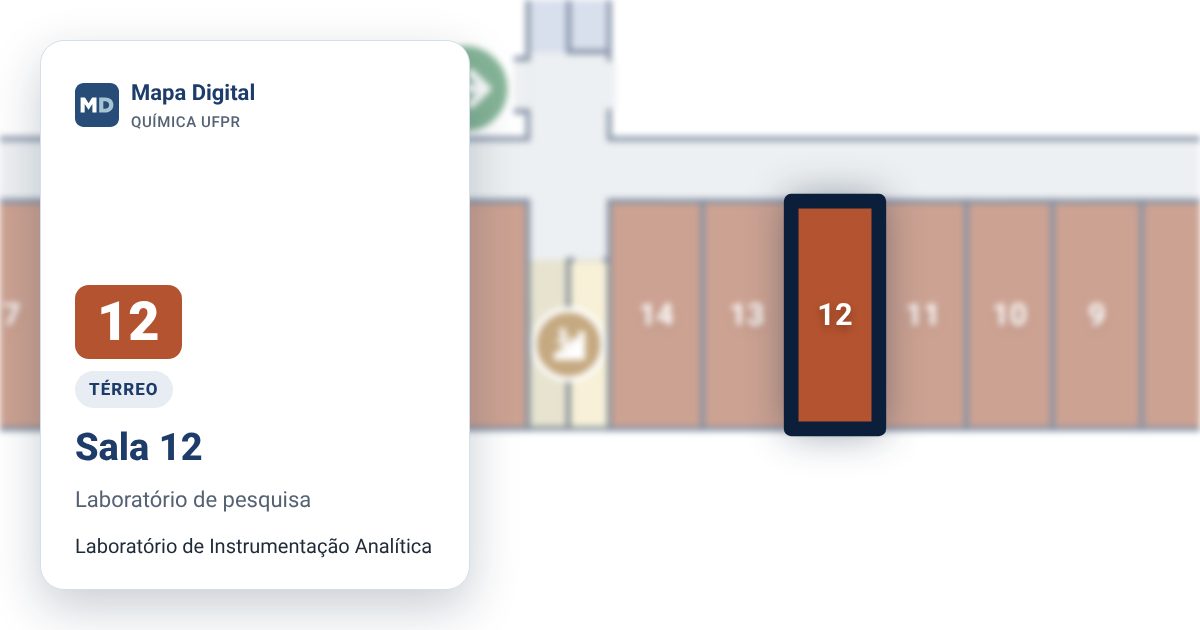 MD
Mapa Digital
QUÍMICA UFPR
12
TÉRREO
Sala 12
Laboratório de pesquisa
Laboratório de Instrumentação Analítica
7
14
13
12
11
10
9